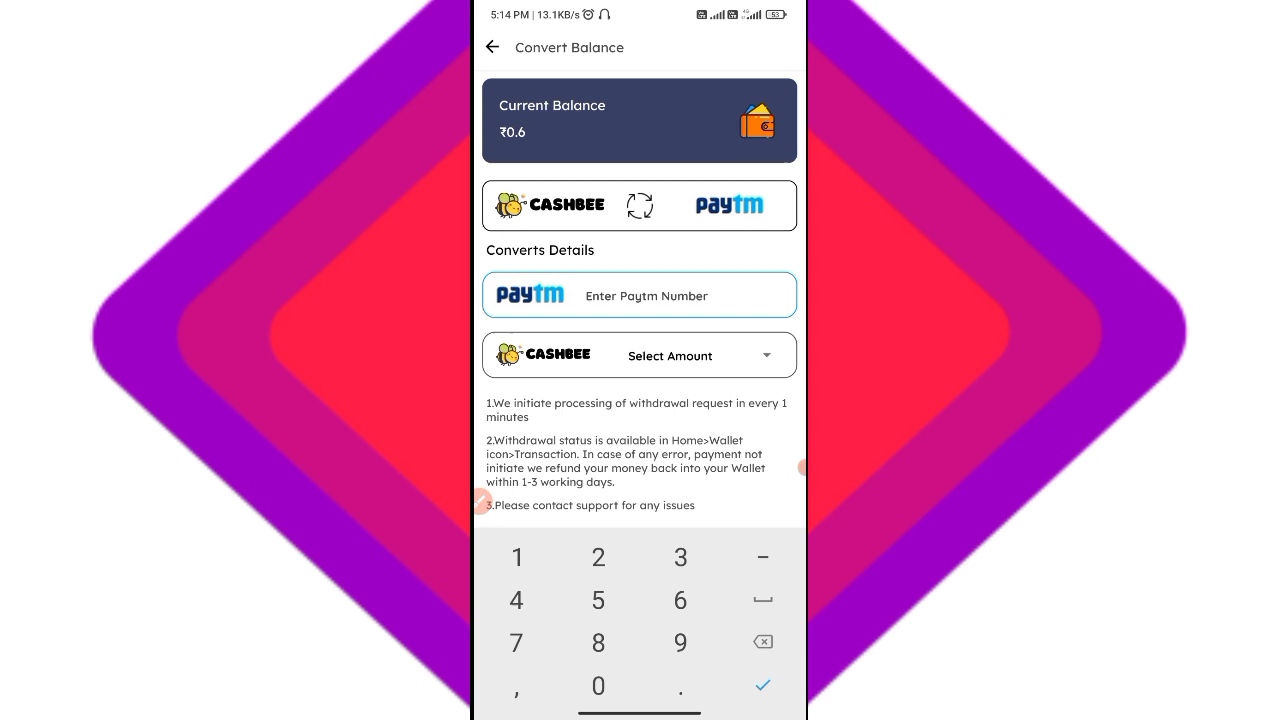 5:14 PM | 13.1KB/s
4G
53
Convert Balance
Current Balance
₹0.6
CASHBEE paytm
Converts Details
paytm Enter Paytm Number
CASHBEE Select Amount
1.We initiate processing of withdrawal request in every 1
minutes
2.Withdrawal status is available in Home>Wallet
icon>Transaction. In case of any error, payment not
initiate we refund your money back into your Wallet
within 1-3 working days.
3.Please contact support for any issues
1 2 3 -
4 5 6
7 8 9
, 0 .